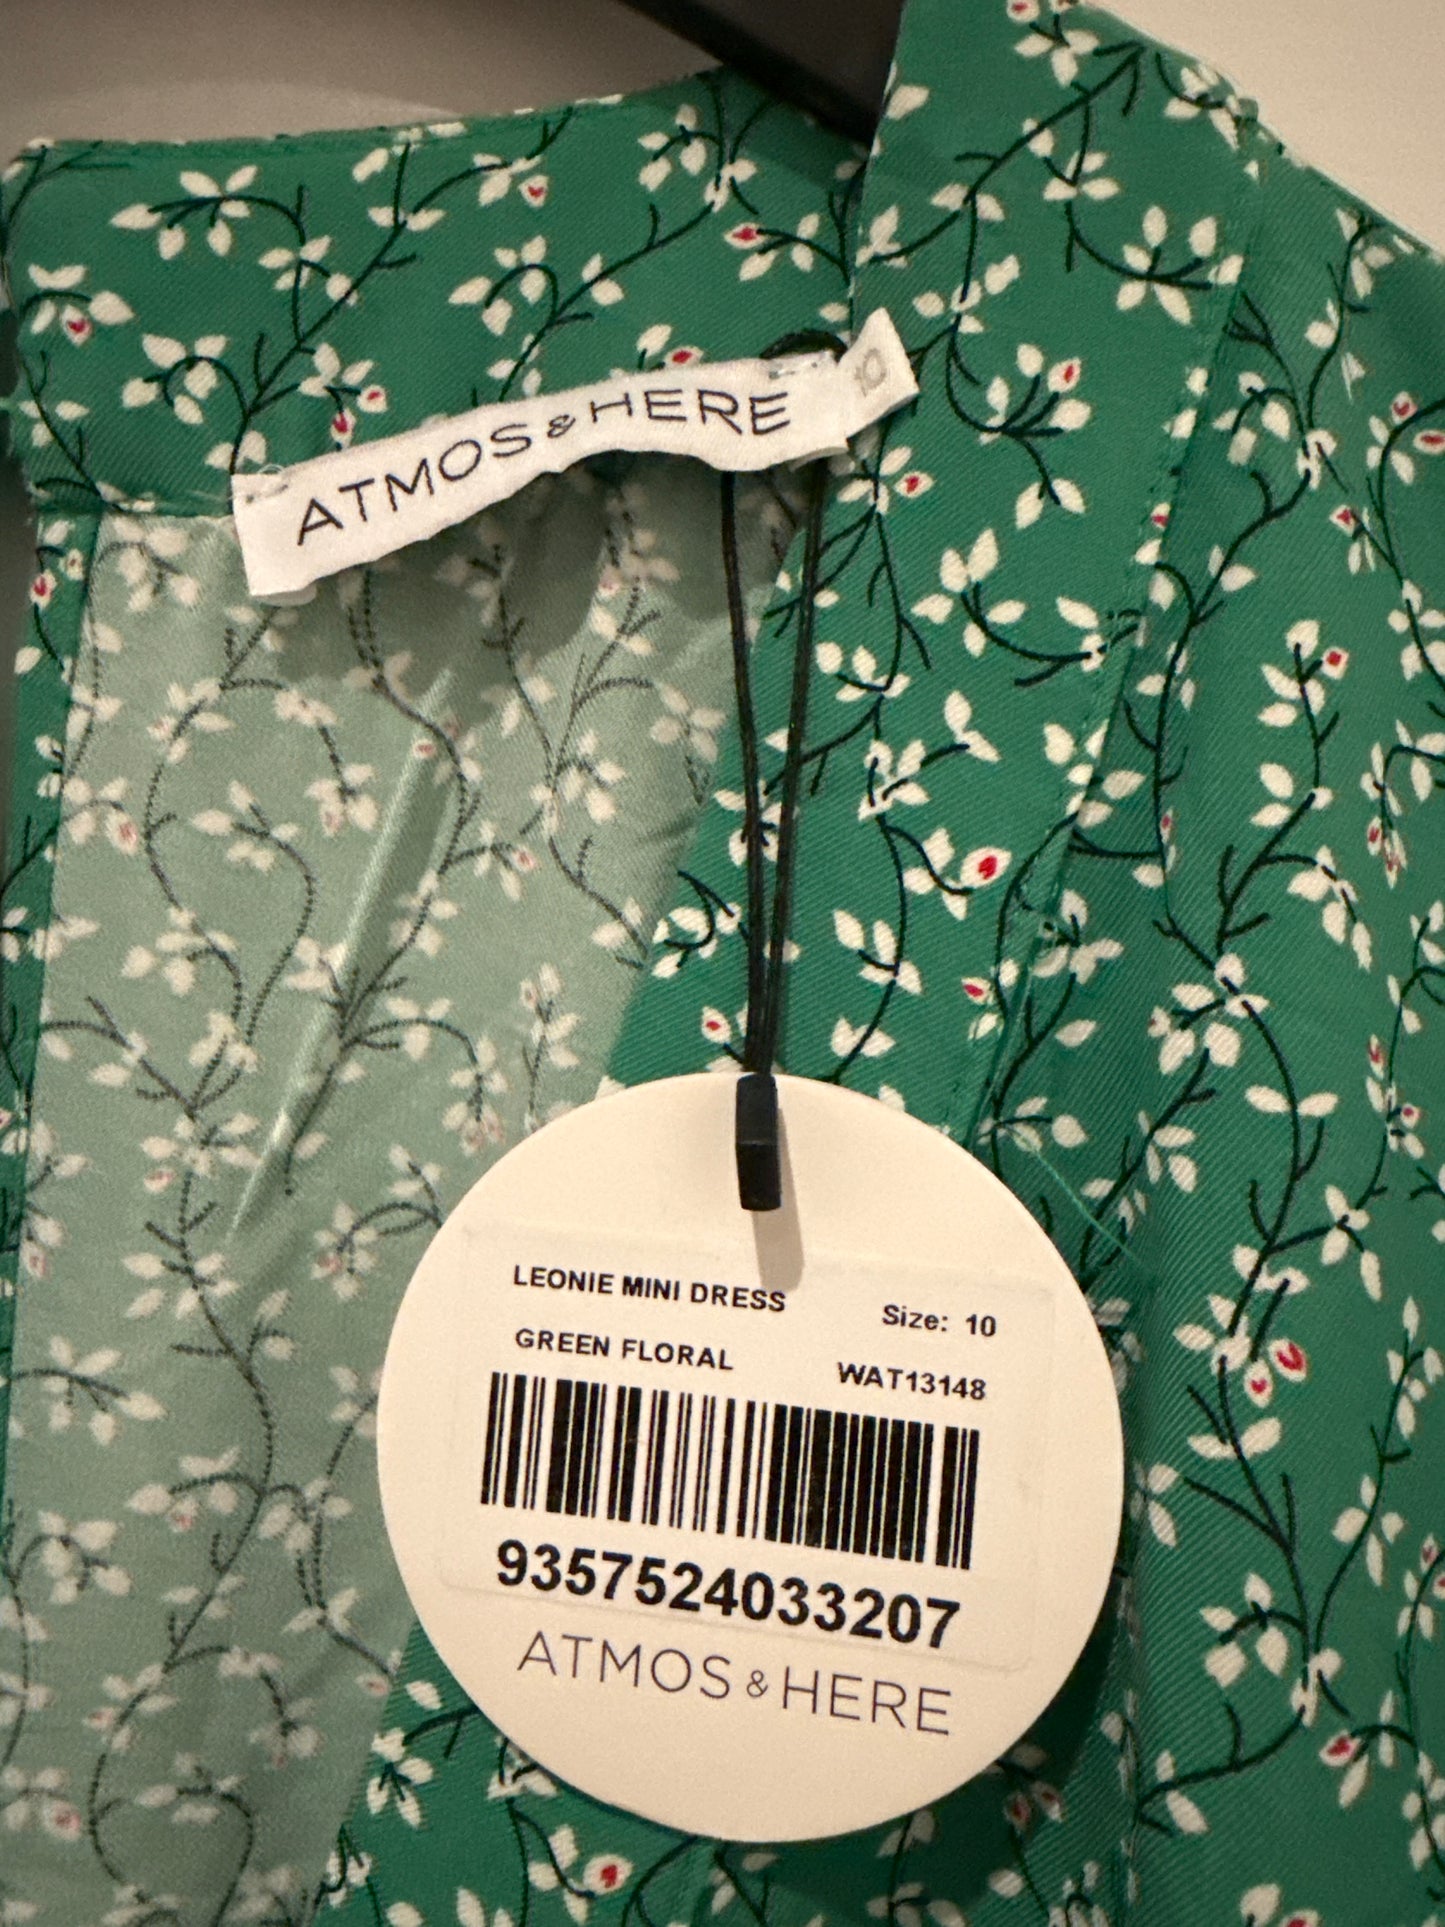 ATMOS & HERE
10
LEONIE MINI DRESS
Size: 10
GREEN FLORAL
WAT13148
9357524033207
ATMOS & HERE